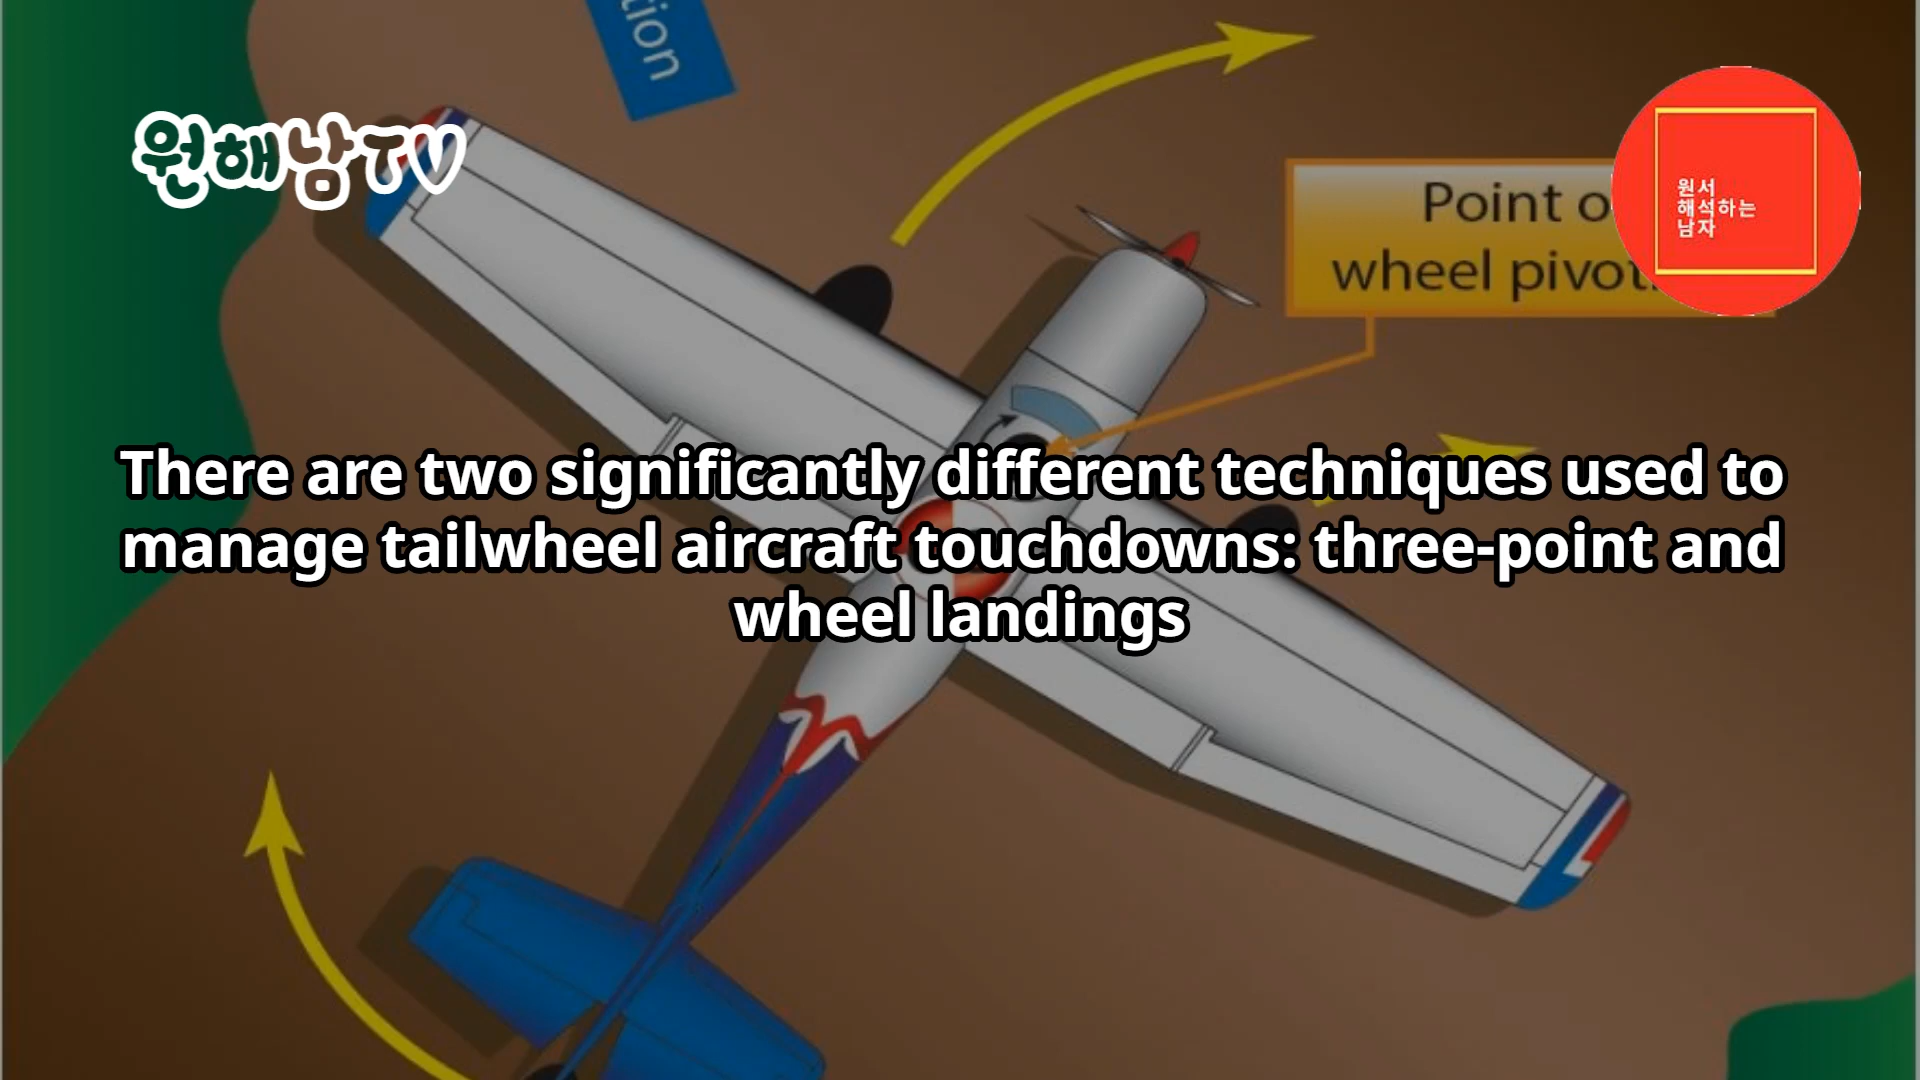 tion
원해남TV
Point o
wheel pivot
원서
해석하는
남자
There are two significantly different techniques used to
manage tailwheel aircraft touchdowns: three-point and
wheel landings